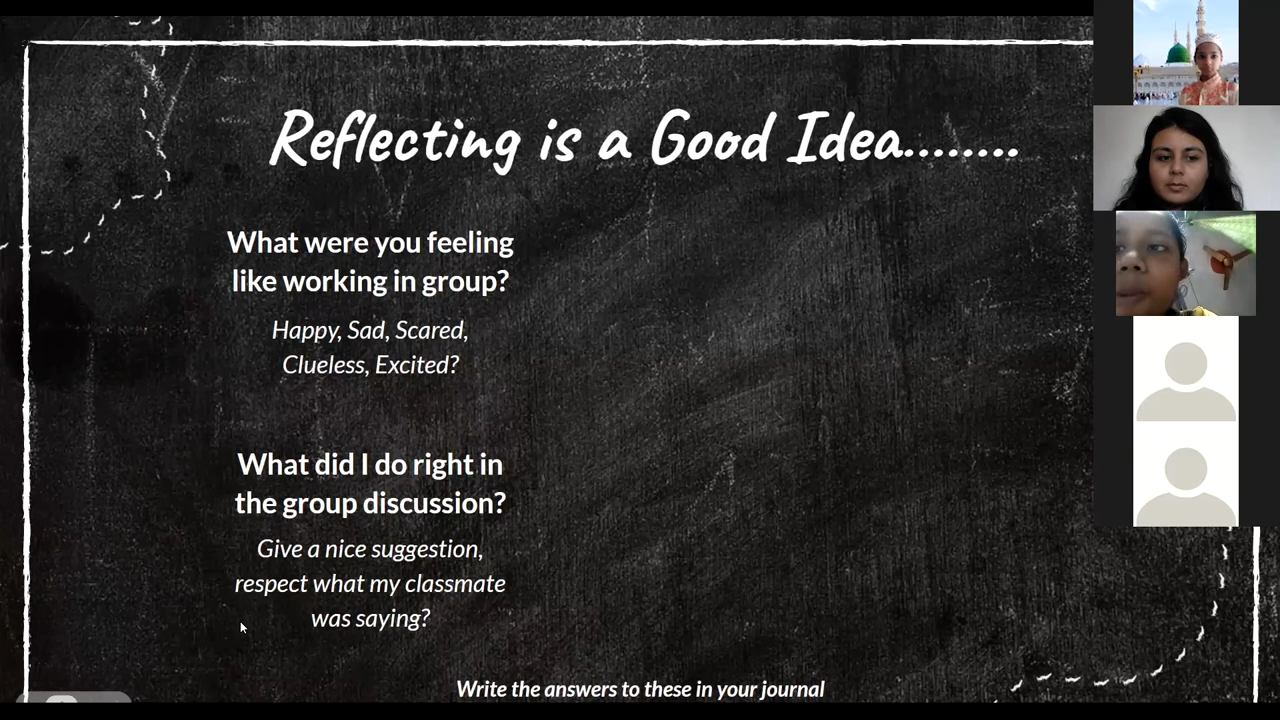 Reflecting is a Good Idea........
What were you feeling
like working in group?
Happy, Sad, Scared,
Clueless, Excited?
What did I do right in
the group discussion?
Give a nice suggestion,
respect what my classmate
was saying?
Write the answers to these in your journal